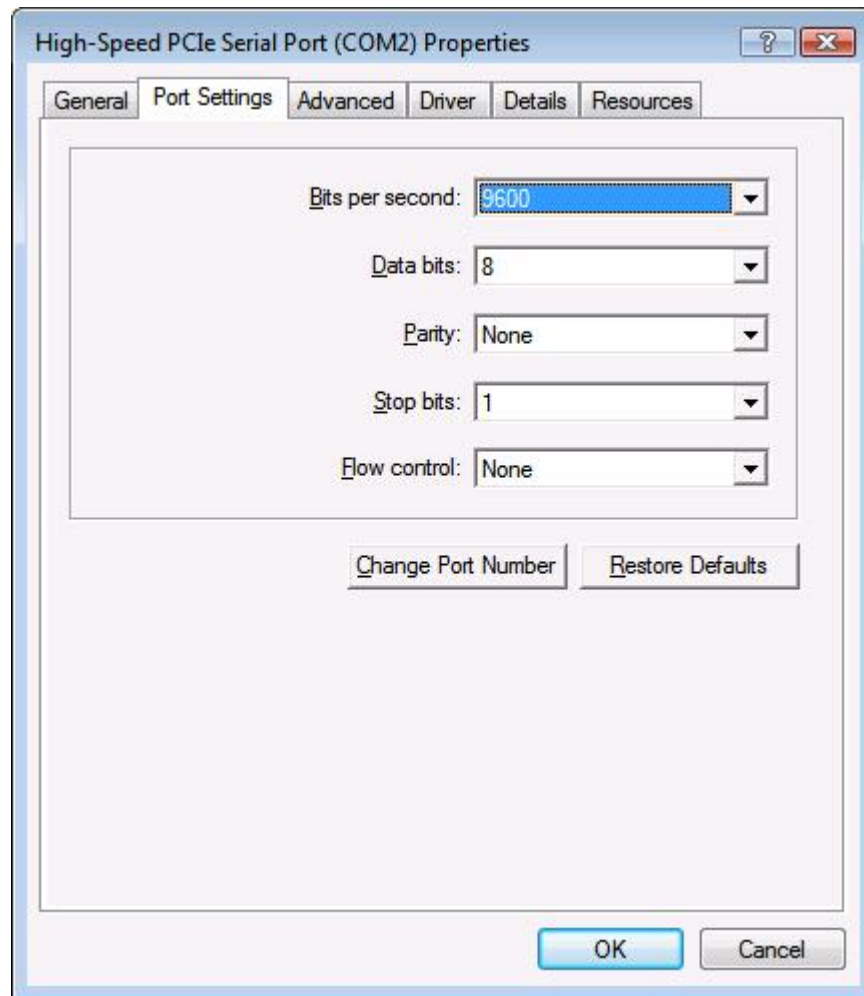 High-Speed PCIe Serial Port (COM2) Properties
General Port Settings Advanced Driver Details Resources
Bits per second: 9600
Data bits: 8
Parity: None
Stop bits: 1
Flow control: None
Change Port Number Restore Defaults
OK Cancel